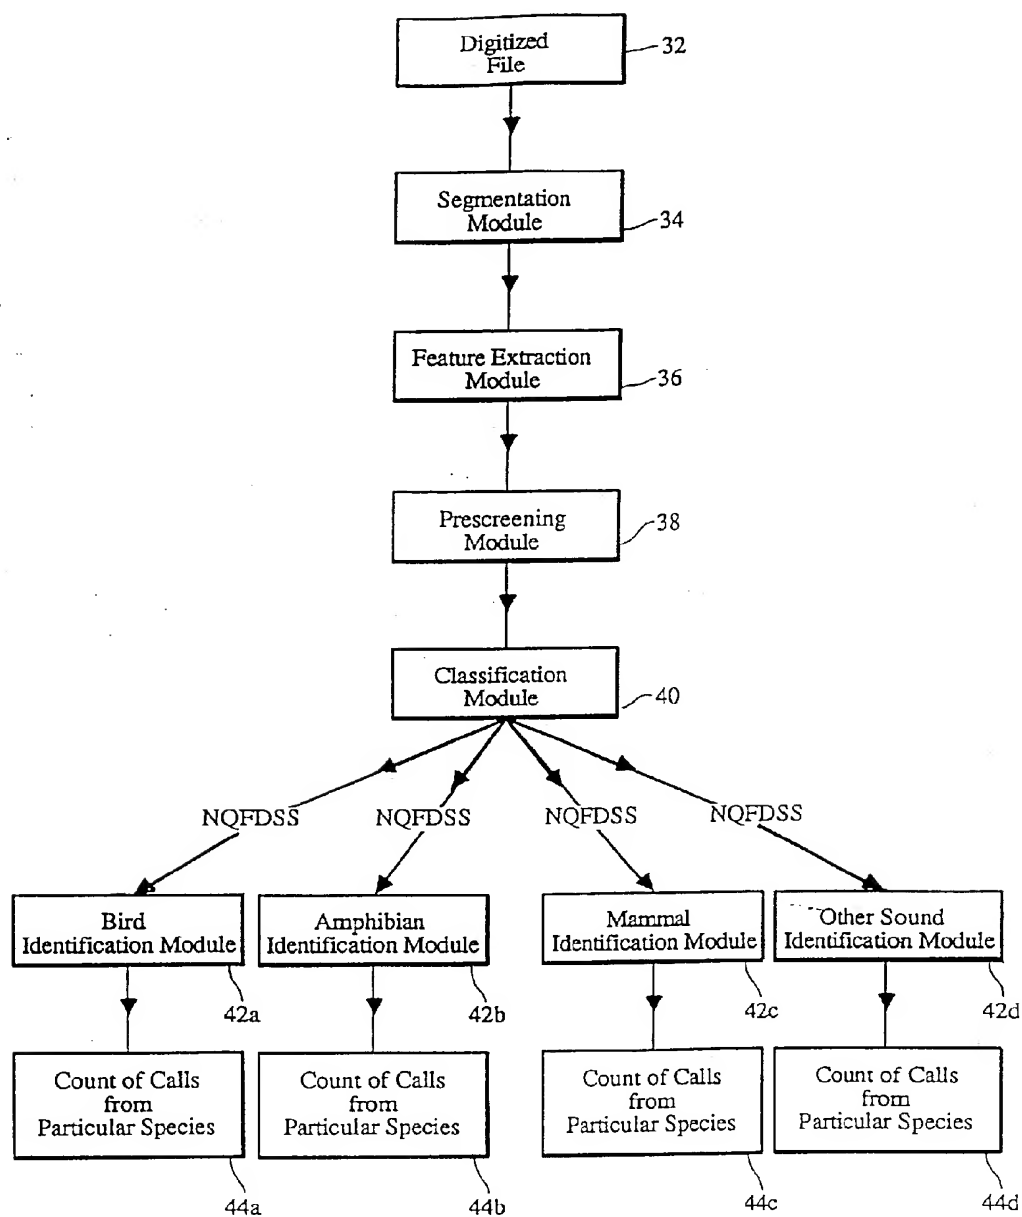 Digitized
File
32
Segmentation
Module
34
Feature Extraction
Module
36
Prescreening
Module
38
Classification
Module
40
NQFDSS
NQFDSS
NQFDSS
NQFDSS
Bird
Identification Module
42a
Amphibian
Identification Module
42b
Mammal
Identification Module
42c
Other Sound
Identification Module
42d
Count of Calls
from
Particular Species
44a
Count of Calls
from
Particular Species
44b
Count of Calls
from
Particular Species
44c
Count of Calls
from
Particular Species
44d